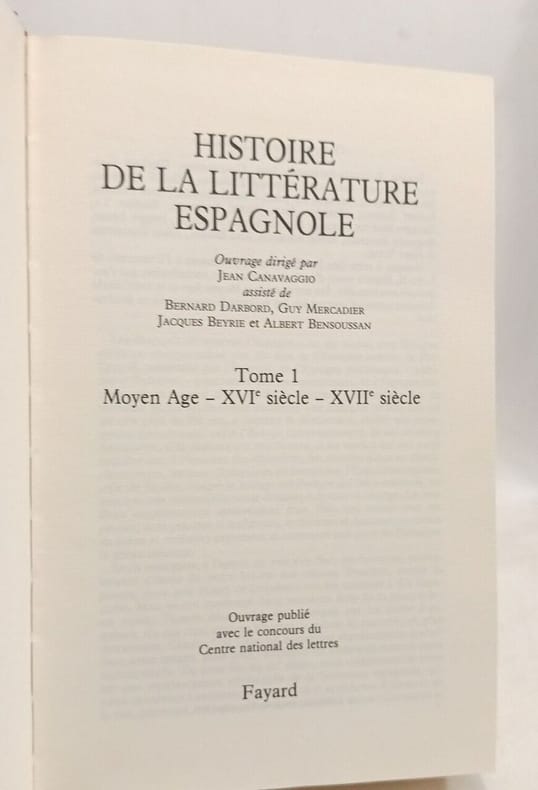 HISTOIRE
DE LA LITTÉRATURE
ESPAGNOLE
Ouvrage dirigé par
JEAN CANAVAGGIO
assisté de
BERNARD DARBORD, GUY MERCADIER
JACQUES BEYRIE et ALBERT BENSOUSSAN
Tome 1
Moyen Age – XVIe siècle – XVIIe siècle
Ouvrage publié
avec le concours du
Centre national des lettres
Fayard